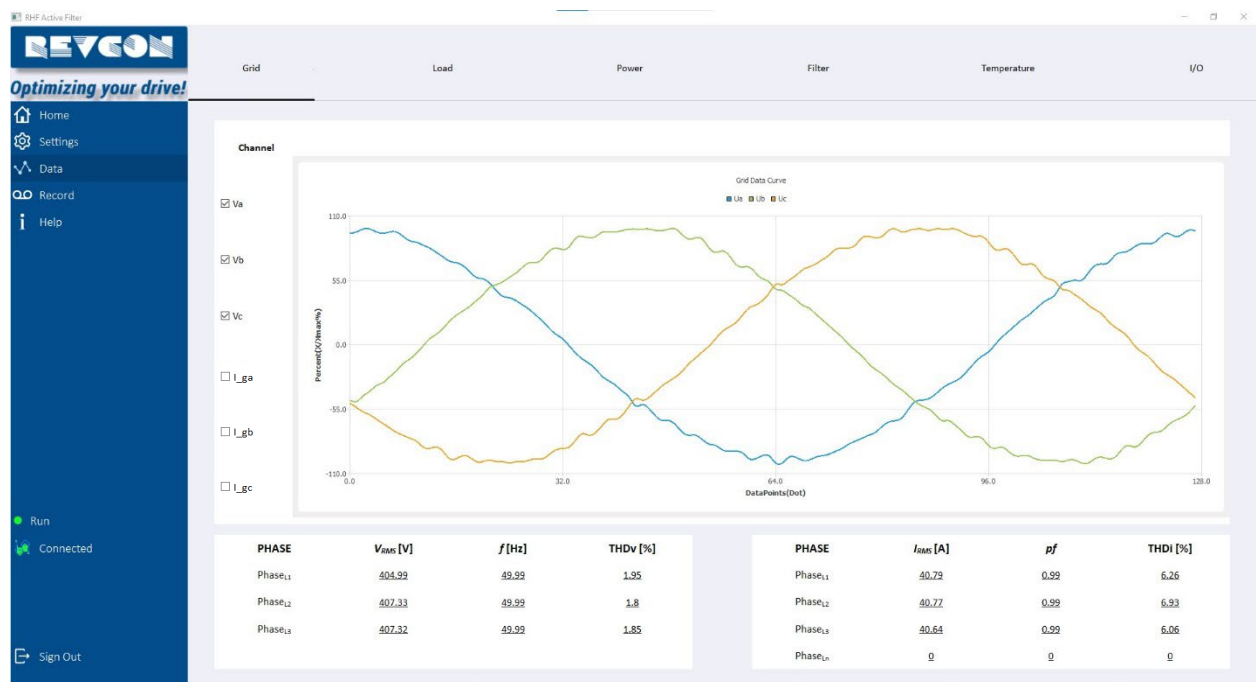 RHF Active Filter
REVCON
Optimizing your drive!
Home
Settings
Data
Record
Help
Run
Connected
Sign Out
Grid Load Power Filter Temperature I/O
Channel
Va
Vb
Vc
I_ga
I_gb
I_gc
Grid Data Curve
Ua Ub Uc
Percent(X/Xmax%)
110.0
55.0
0.0
-55.0
-110.0
0.0 32.0 64.0 96.0 128.0
DataPoints(Dot)
PHASE VRMS [V] f [Hz] THDv [%]
PhaseL1 404.99 49.99 1.95
PhaseL2 407.33 49.99 1.8
PhaseL3 407.32 49.99 1.85
PHASE IRMS [A] pf THDi [%]
PhaseL1 40.79 0.99 6.26
PhaseL2 40.77 0.99 6.93
PhaseL3 40.64 0.99 6.06
PhaseLn 0 0 0